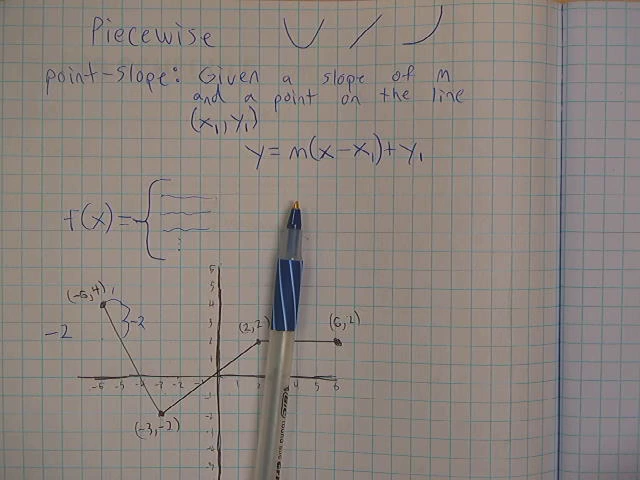 Piecewise
point-slope: Given a slope of m
and a point on the line
(x₁, y₁)
y = m(x-x₁)+y₁
f(x)=
(-6,4)
-2
-2
(2,2)
(6,2)
(-3,-2)